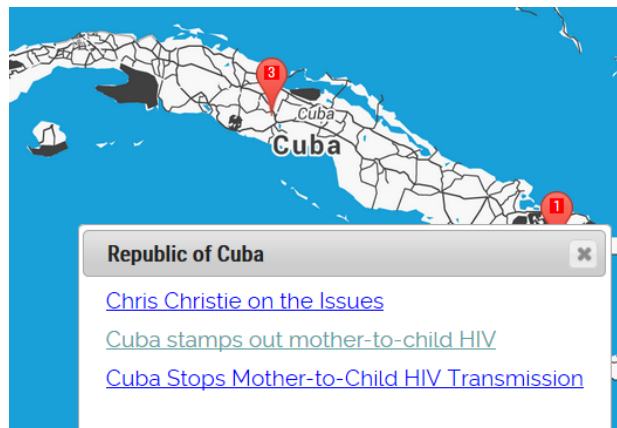 3
Cuba
Cuba
1
Republic of Cuba
Chris Christie on the Issues
Cuba stamps out mother-to-child HIV
Cuba Stops Mother-to-Child HIV Transmission